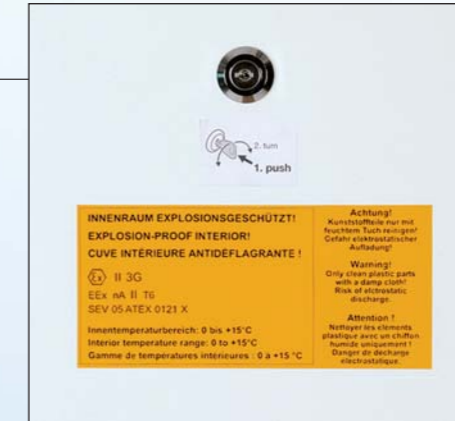 2. turn
1. push
INNENRAUM EXPLOSIONSGESCHÜTZT!
EXPLOSION-PROOF INTERIOR!
CUVE INTÉRIEURE ANTIDÉFLAGRANTE !
Ex II 3G
EEx nA II T6
SEV 05 ATEX 0121 X
Innentemperaturbereich: 0 bis +15°C
Interior temperature range: 0 to +15°C
Gamme de températures intérieures : 0 à +15 °C
Achtung!
Kunststoffteile nur mit
feuchtem Tuch reinigen!
Gefahr elektrostatischer
Aufladung!
Warning!
Only clean plastic parts
with a damp cloth!
Risk of elctrostatic
discharge.
Attention !
Nettoyer les éléments
plastique avec un chiffon
humide uniquement !
Danger de décharge
électrostatique.